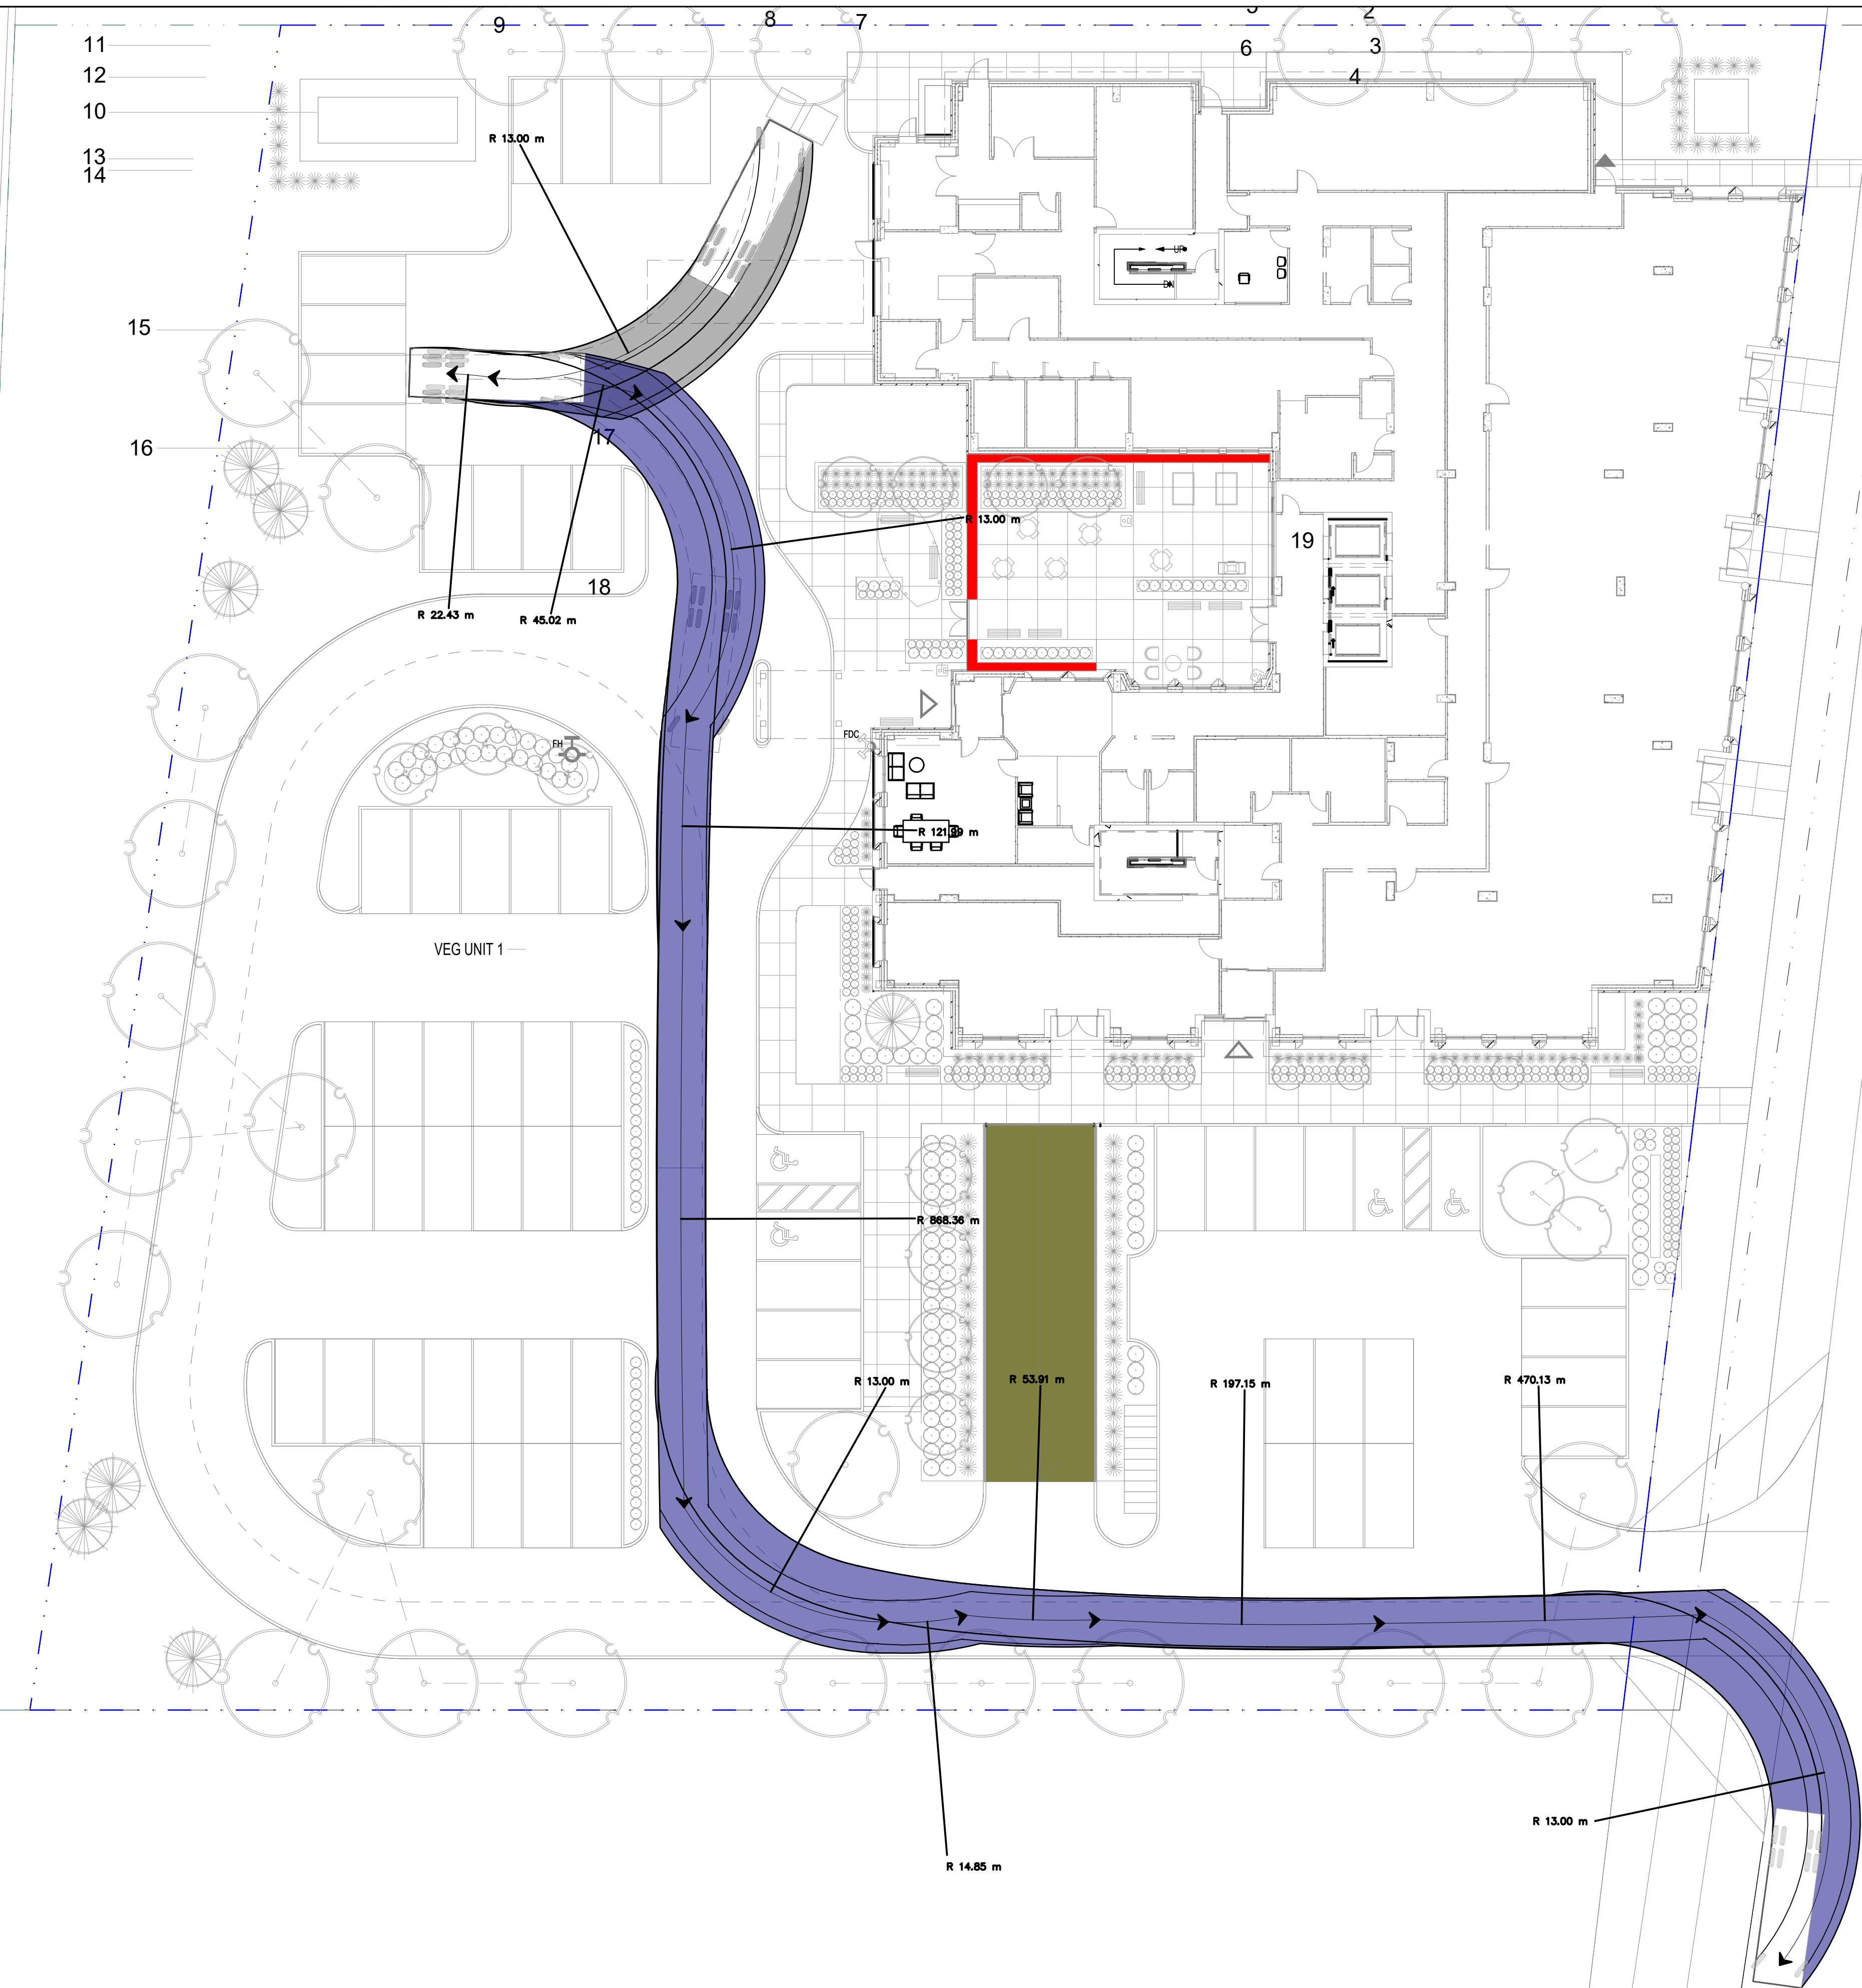 9
8
7
2
11
6
3
12
4
10
R 13.00 m
13
14
UP
DN
15
17
16
R 13.00 m
19
18
R 22.43 m
R 45.02 m
FDC
FH
R 121.99 m
VEG UNIT 1
R 868.36 m
R 13.00 m
R 53.91 m
R 197.15 m
R 470.13 m
R 13.00 m
R 14.85 m